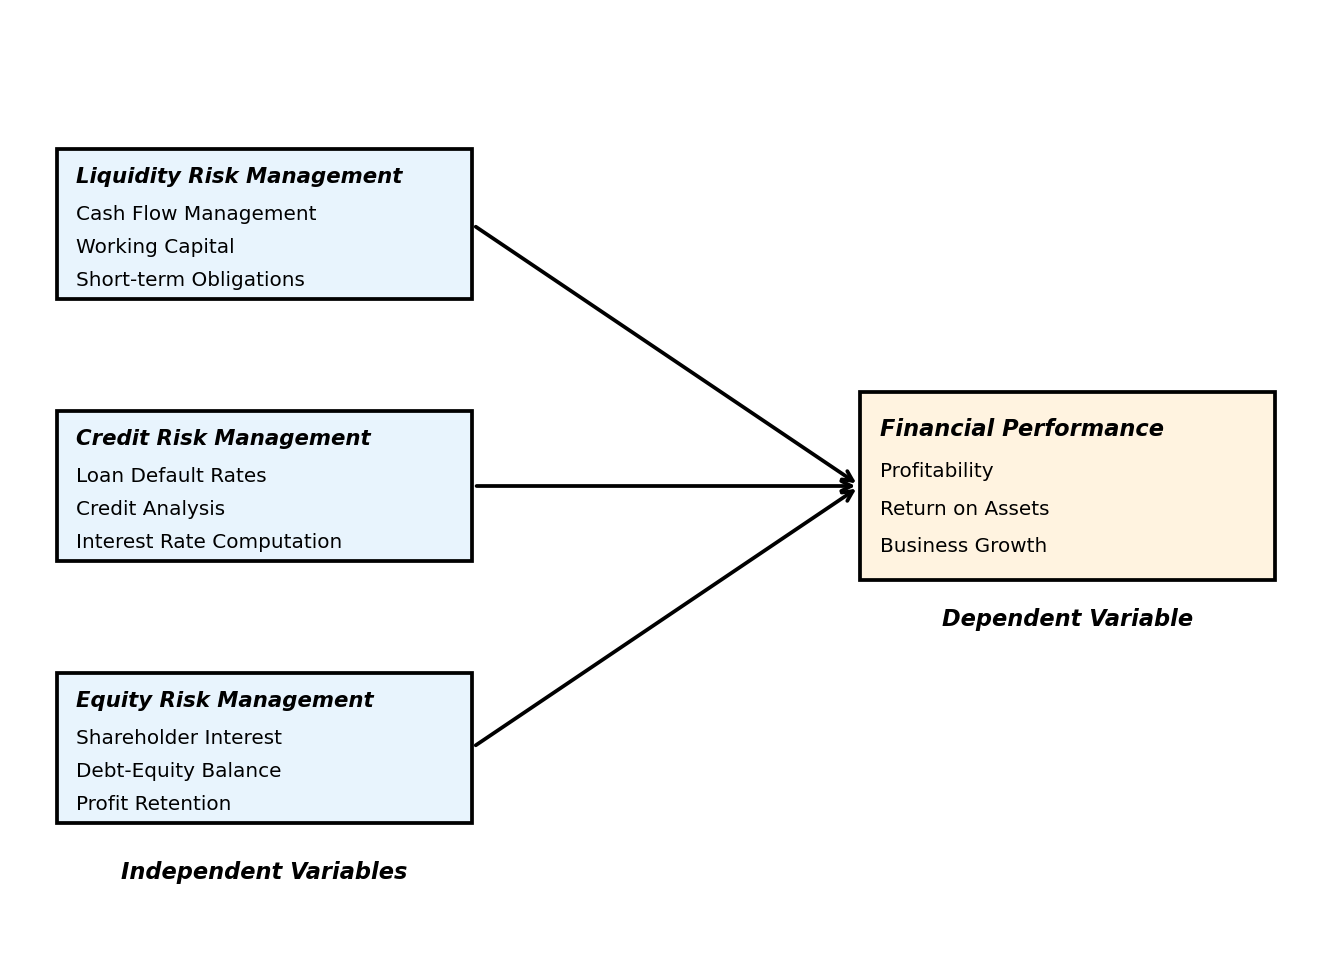 Liquidity Risk Management
Cash Flow Management
Working Capital
Short-term Obligations
Credit Risk Management
Loan Default Rates
Credit Analysis
Interest Rate Computation
Equity Risk Management
Shareholder Interest
Debt-Equity Balance
Profit Retention
Independent Variables
Financial Performance
Profitability
Return on Assets
Business Growth
Dependent Variable